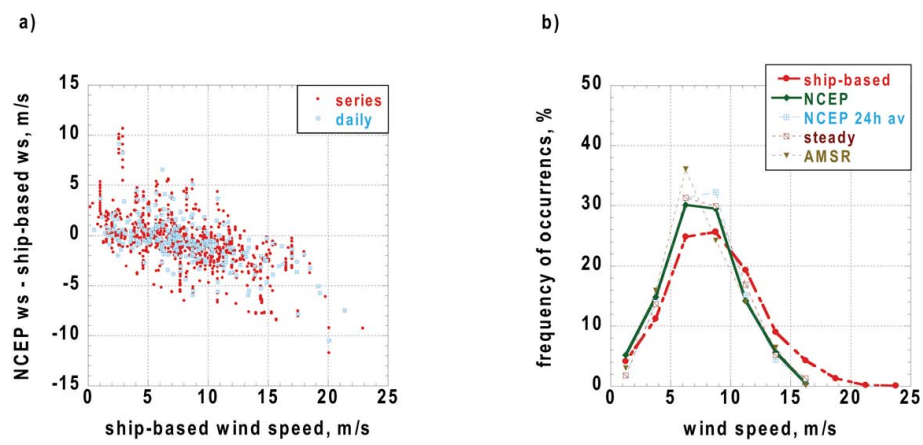 a)
NCEP ws - ship-based ws, m/s
15
10
5
0
-5
-10
-15
series
daily
0 5 10 15 20 25
ship-based wind speed, m/s
b)
frequency of occurrencs, %
50
40
30
20
10
0
ship-based
NCEP
NCEP 24h av
steady
AMSR
0 5 10 15 20 25
wind speed, m/s